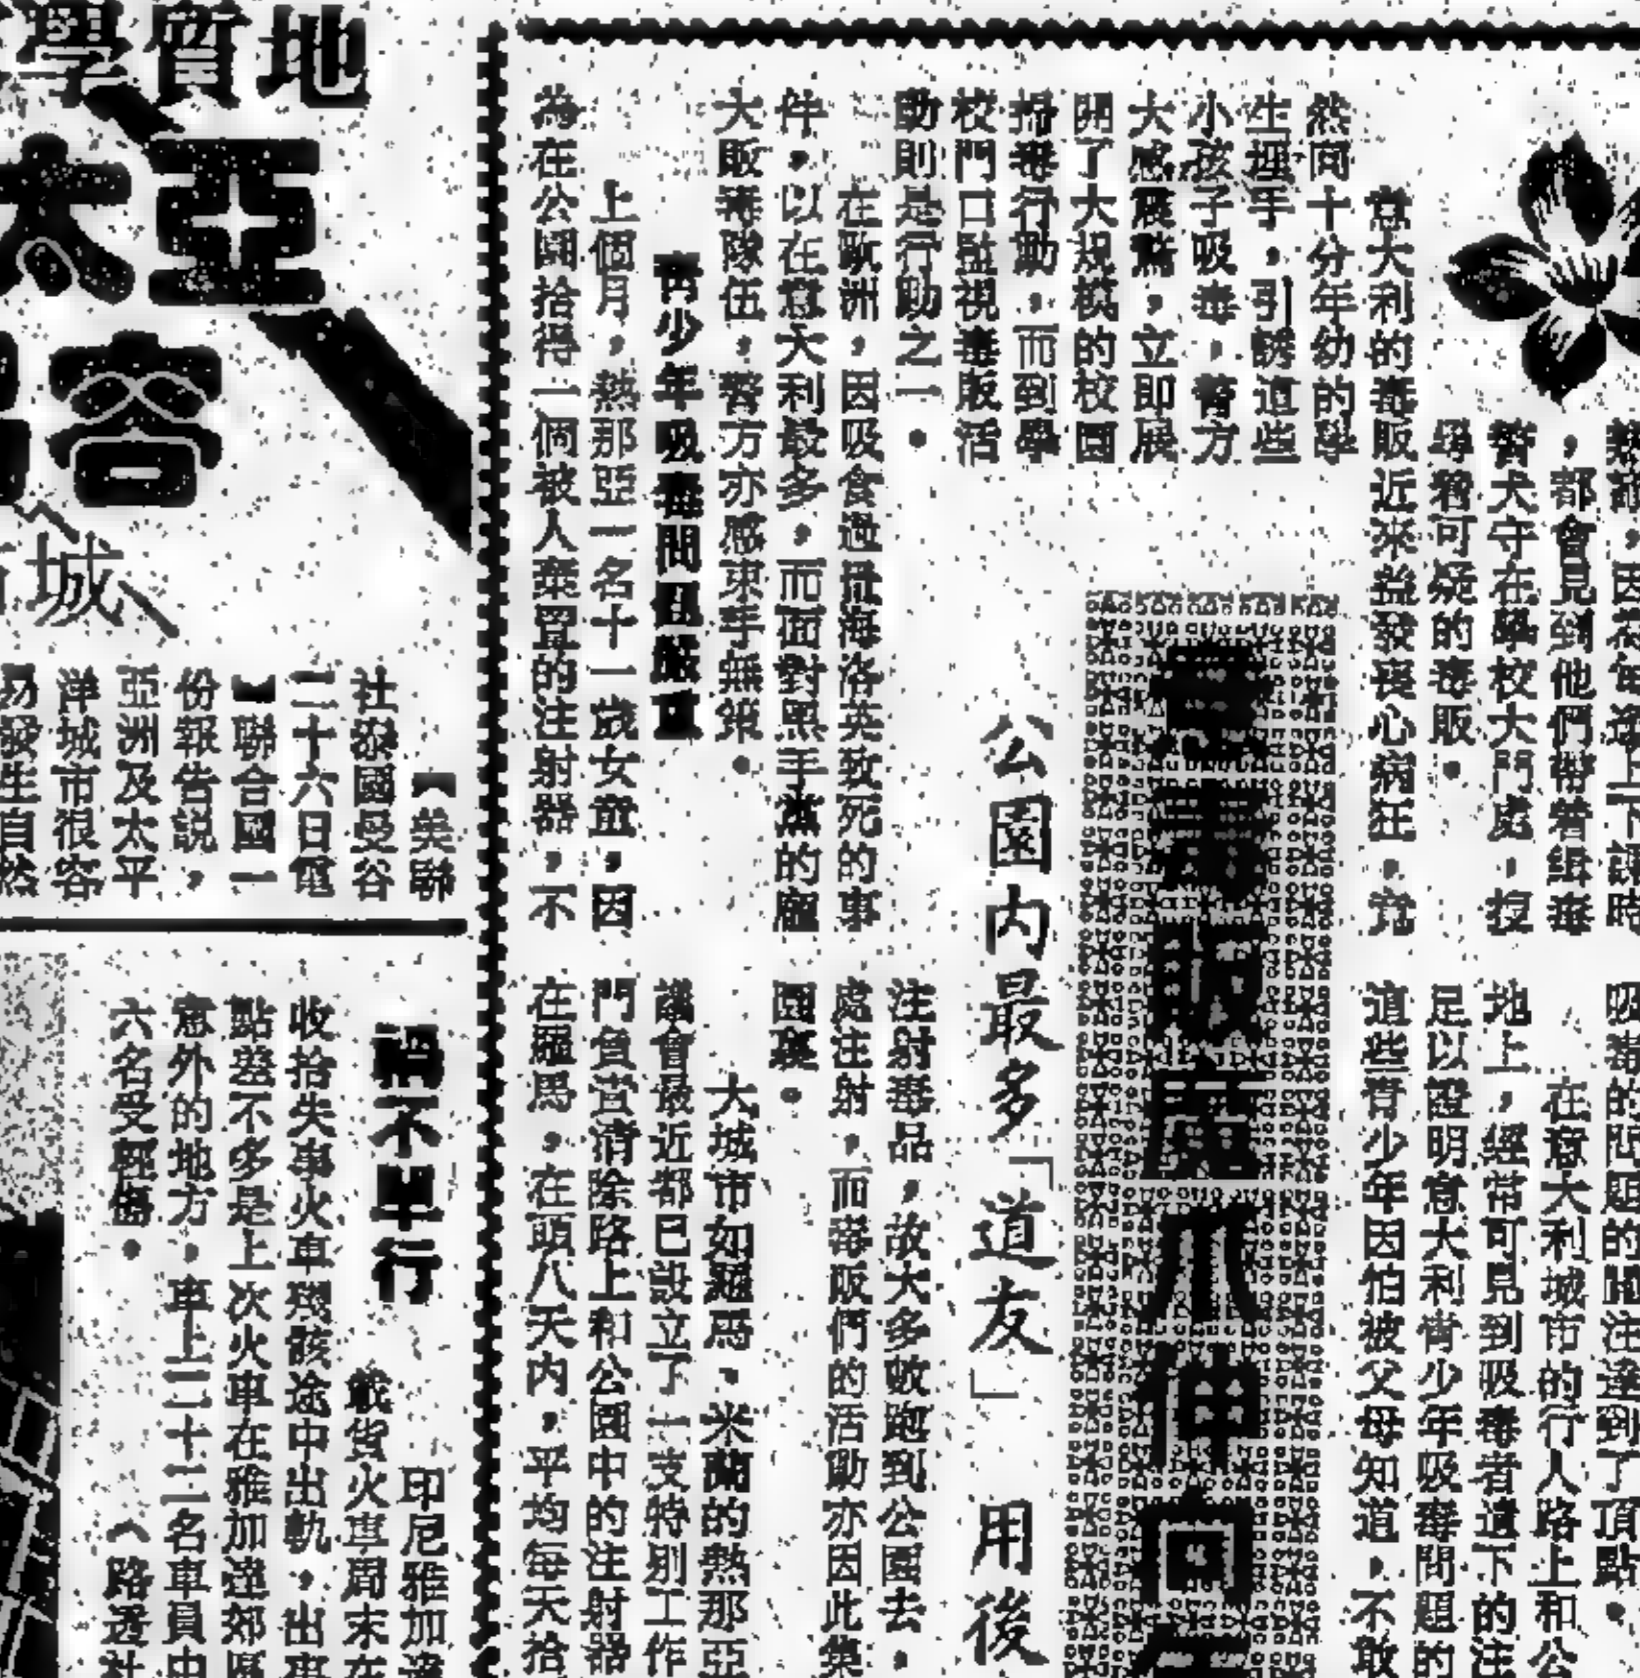 地質學
亞太
容
城
【美聯
社泰國曼谷
二十六日電
】聯合國一
份報告説，
亞洲及太平
洋城市很容
易發生自然
禍不單行
印尼雅加達
載貨火車周末在
收拾失事火車殘骸途中出軌，出事
點差不多是上次火車在雅加達郊區
意外的地方，車上二十二名車員中
六名受輕傷。
意毒販魔爪伸向
公園内最多「道友」用後
，都會見到他們帶着緝毒
警犬守在學校大門處，搜
可疑的毒販。
意大利的毒販近來益發喪心病狂，竟
然向十分年幼的學
生埋手，引誘這些
小孩子吸毒，警方
大感震驚，立即展
開了大規模的校園
掃毒行動，而到學
校門口監視毒販活
動則是行動之一。
在歐洲，因吸食過量海洛英致死的事
件，以在意大利最多，而面對黑手黨的龐
大販毒隊伍，警方亦感束手無策。
青少年吸毒問題嚴重
上個月，熱那亞一名十一歲女童，因
為在公園拾得一個被人棄置的注射器，不
吸毒的問題的關注達到了頂點。
在意大利城市的行人路上和公
地上，經常可見到吸毒者遺下的注
足以證明意大利青少年吸毒問題的
這些青少年因怕被父母知道，不敢
注射毒品，故大多數跑到公園去，
處注射，而毒販們的活動亦因此集
園裏。
大城市如羅馬、米蘭的熱那亞
議會最近都已設立了一支特別工作
門負責清除路上和公園中的注射器
在羅馬，在頭八天内，平均每天拾